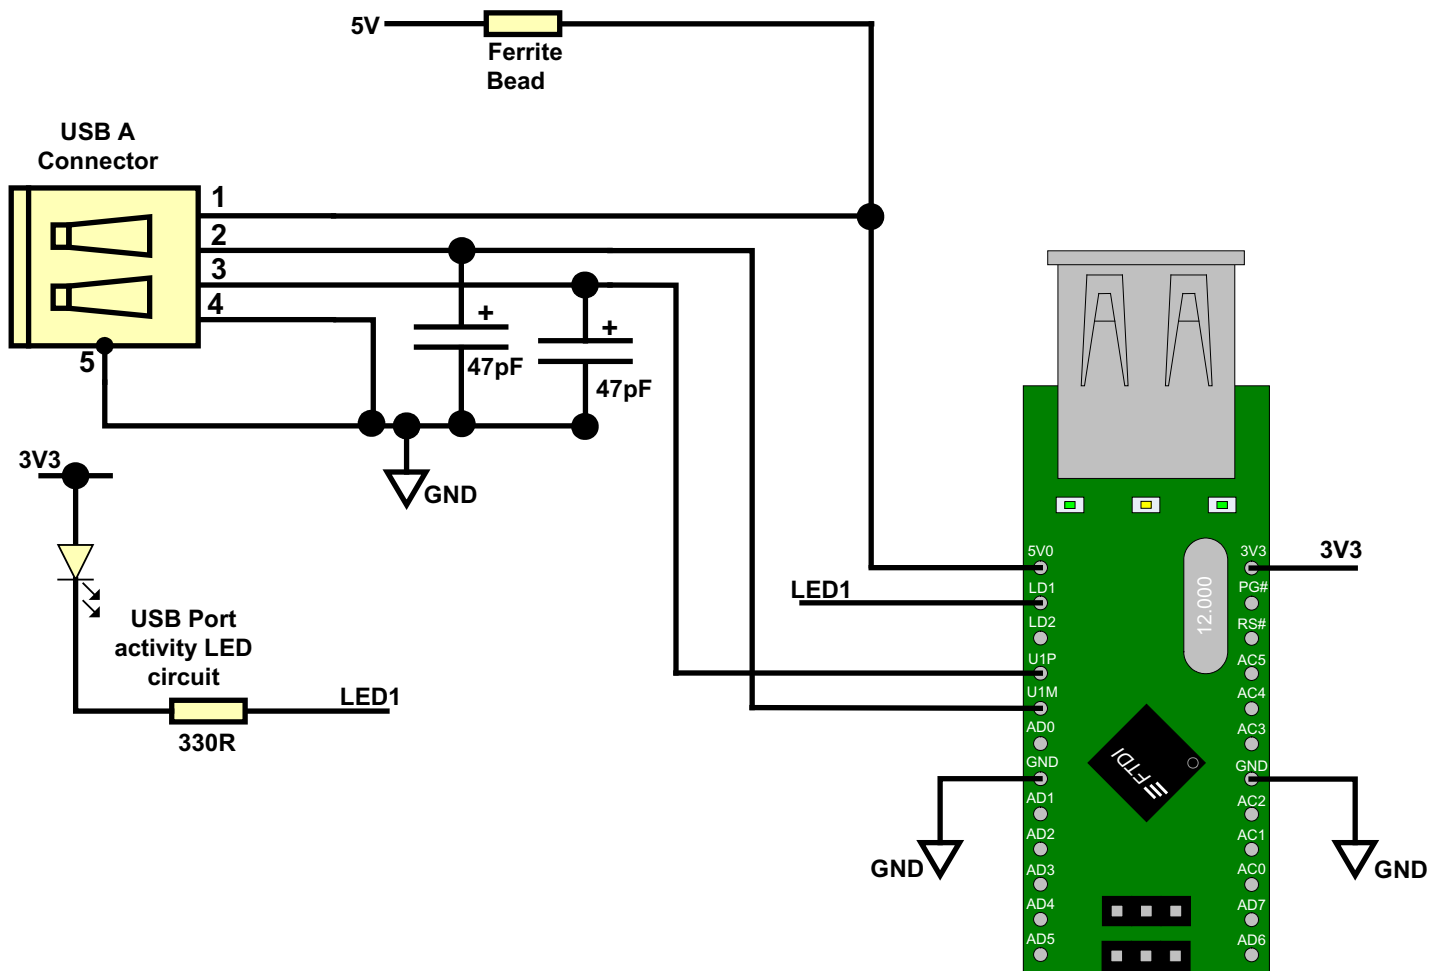 5V
Ferrite
Bead
USB A
Connector
1
2
3
4
5
+
47pF
+
47pF
GND
3V3
USB Port
activity LED
circuit
LED1
330R
LED1
5V0
LD1
LD2
U1P
U1M
AD0
GND
AD1
AD2
AD3
AD4
AD5
GND
12.000
FTDI
3V3
PG#
RS#
AC5
AC4
AC3
GND
AC2
AC1
AC0
AD7
AD6
3V3
GND